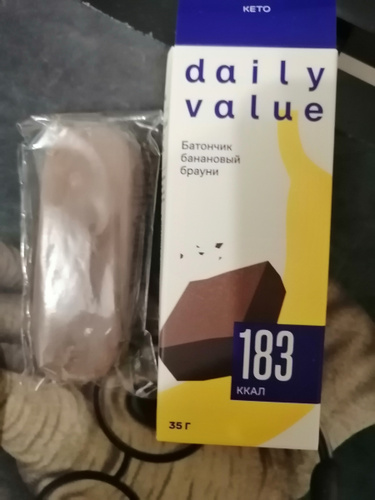 КЕТО
daily
value
Батончик
банановый
брауни
183
ККАЛ
35 Г